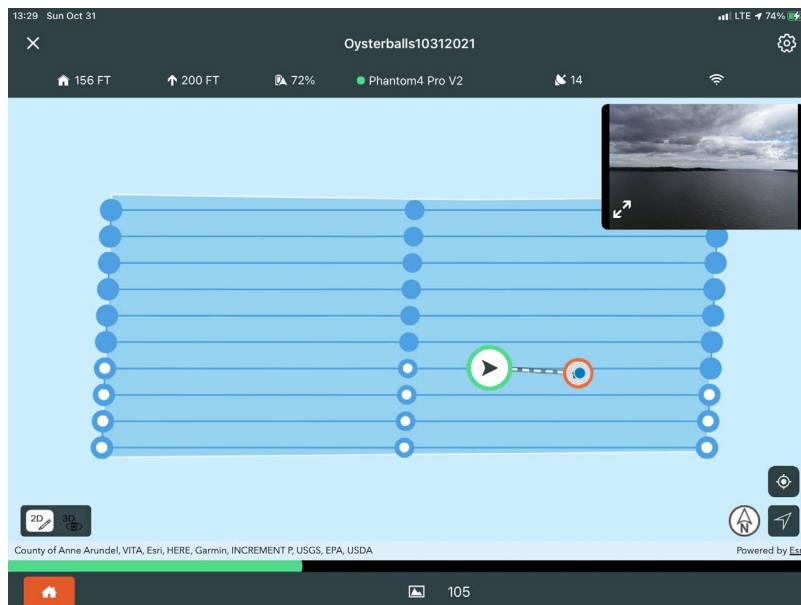 13:29 Sun Oct 31
LTE 74%
Oysterballs10312021
156 FT 200 FT 72% Phantom4 Pro V2 14
2D 3D
N
County of Anne Arundel, VITA, Esri, HERE, Garmin, INCREMENT P, USGS, EPA, USDA
Powered by Esri
105